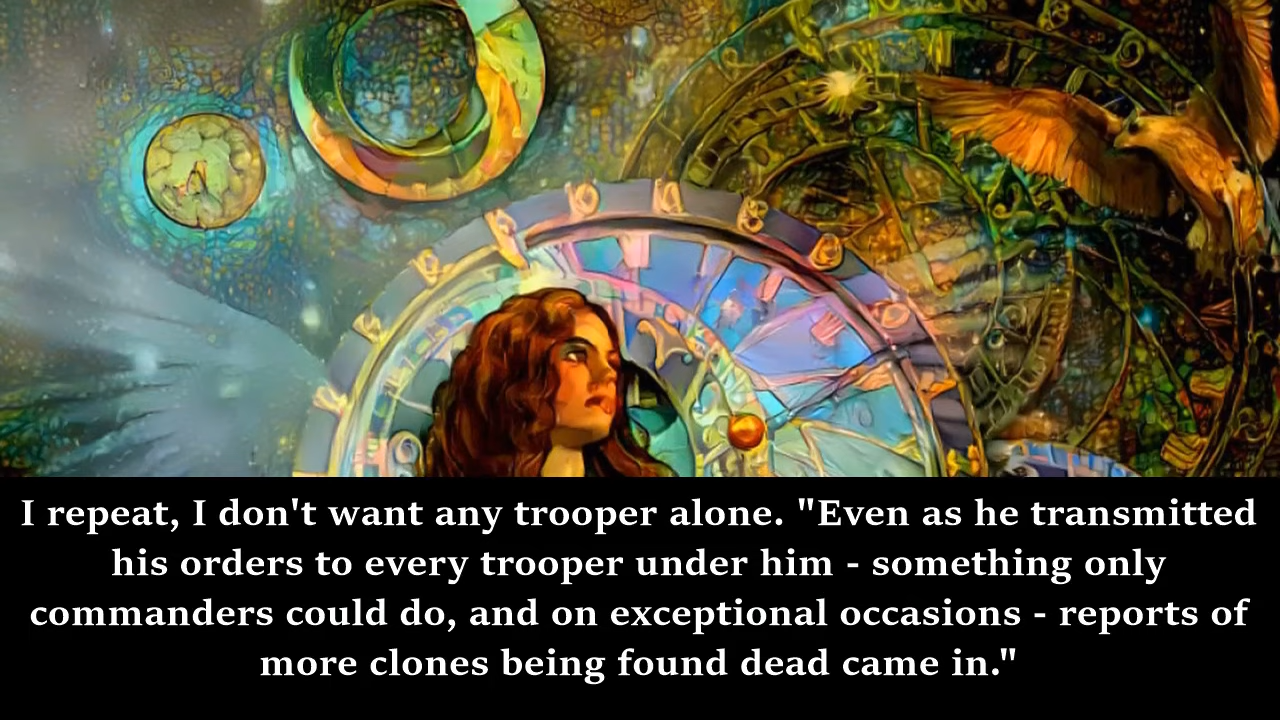 I repeat, I don't want any trooper alone. "Even as he transmitted
his orders to every trooper under him - something only
commanders could do, and on exceptional occasions - reports of
more clones being found dead came in."